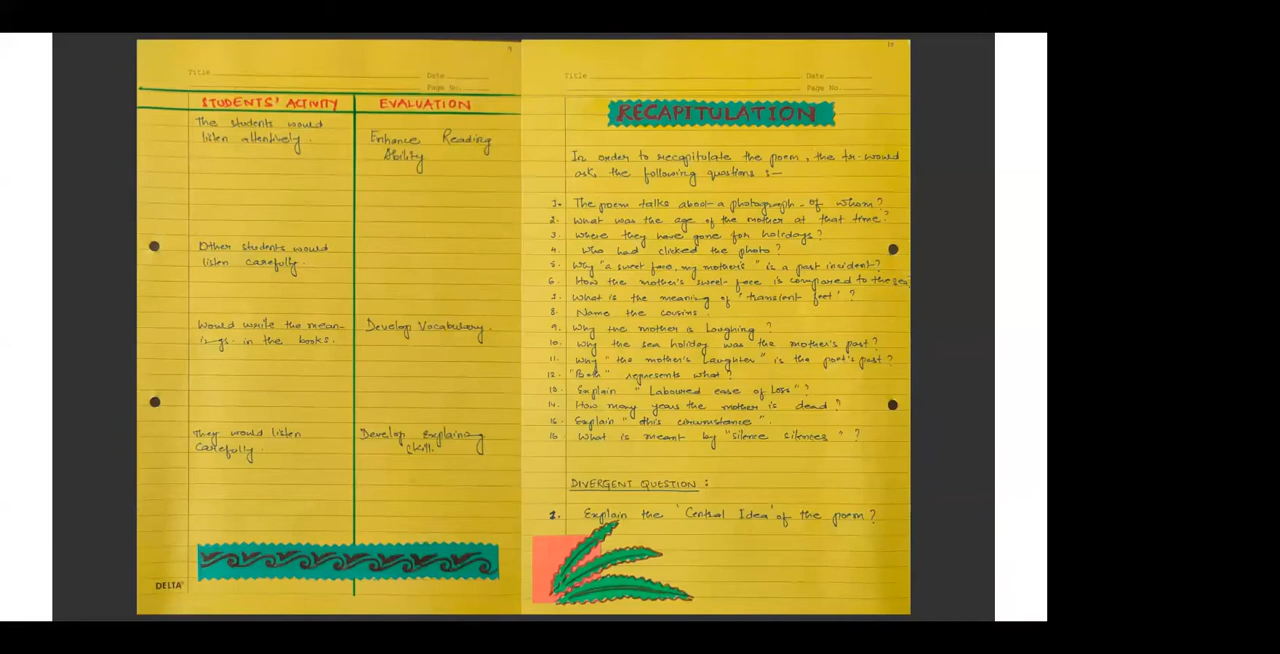 9
Title
Date
Page No.
STUDENTS' ACTIVITY
EVALUATION
The students would
listen attentively.
Enhance Reading
Ability
Other students would
listen carefully.
Would write the mean-
ings in the books.
Develop Vocabulary.
They would listen
carefully.
Develop explaining
skill.
DELTA
10
Title
Date
Page No.
RECAPITULATION
In order to recapitulate the poem, the tr. would
ask the following questions :-
1. The poem talks about a photograph of whom?
2. What was the age of the mother at that time?
3. Where they have gone for holidays?
4. Who had clicked the photo?
5. Why "a sweet face, my mother's" is a past incident?
6. How the mother's sweet face is compared to the sea?
7. What is the meaning of 'transient feet'?
8. Name the cousins.
9. Why the mother is laughing?
10. Why the sea holiday was the mother's past?
11. Why "the mother's Laughter" is the poet's past?
12. "Both" represents what?
13. Explain "Laboured ease of Loss"?
14. How many years the mother is dead?
15. Explain "this circumstance".
16. What is meant by "silence silences"?
DIVERGENT QUESTION :
1. Explain the 'Central Idea' of the poem?